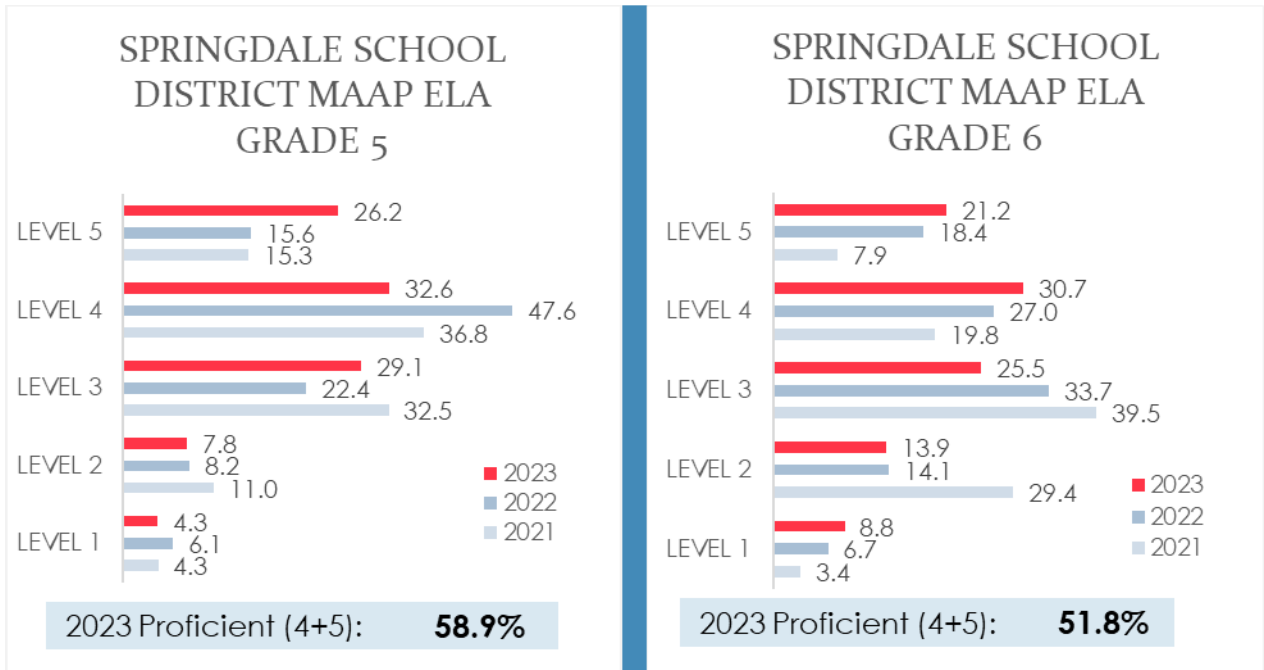 SPRINGDALE SCHOOL
DISTRICT MAAP ELA
GRADE 5
LEVEL 5
26.2
15.6
15.3
LEVEL 4
32.6
47.6
36.8
LEVEL 3
29.1
22.4
32.5
LEVEL 2
7.8
8.2
11.0
LEVEL 1
4.3
6.1
4.3
2023
2022
2021
2023 Proficient (4+5): 58.9%
SPRINGDALE SCHOOL
DISTRICT MAAP ELA
GRADE 6
LEVEL 5
21.2
18.4
7.9
LEVEL 4
30.7
27.0
19.8
LEVEL 3
25.5
33.7
39.5
LEVEL 2
13.9
14.1
29.4
LEVEL 1
8.8
6.7
3.4
2023
2022
2021
2023 Proficient (4+5): 51.8%